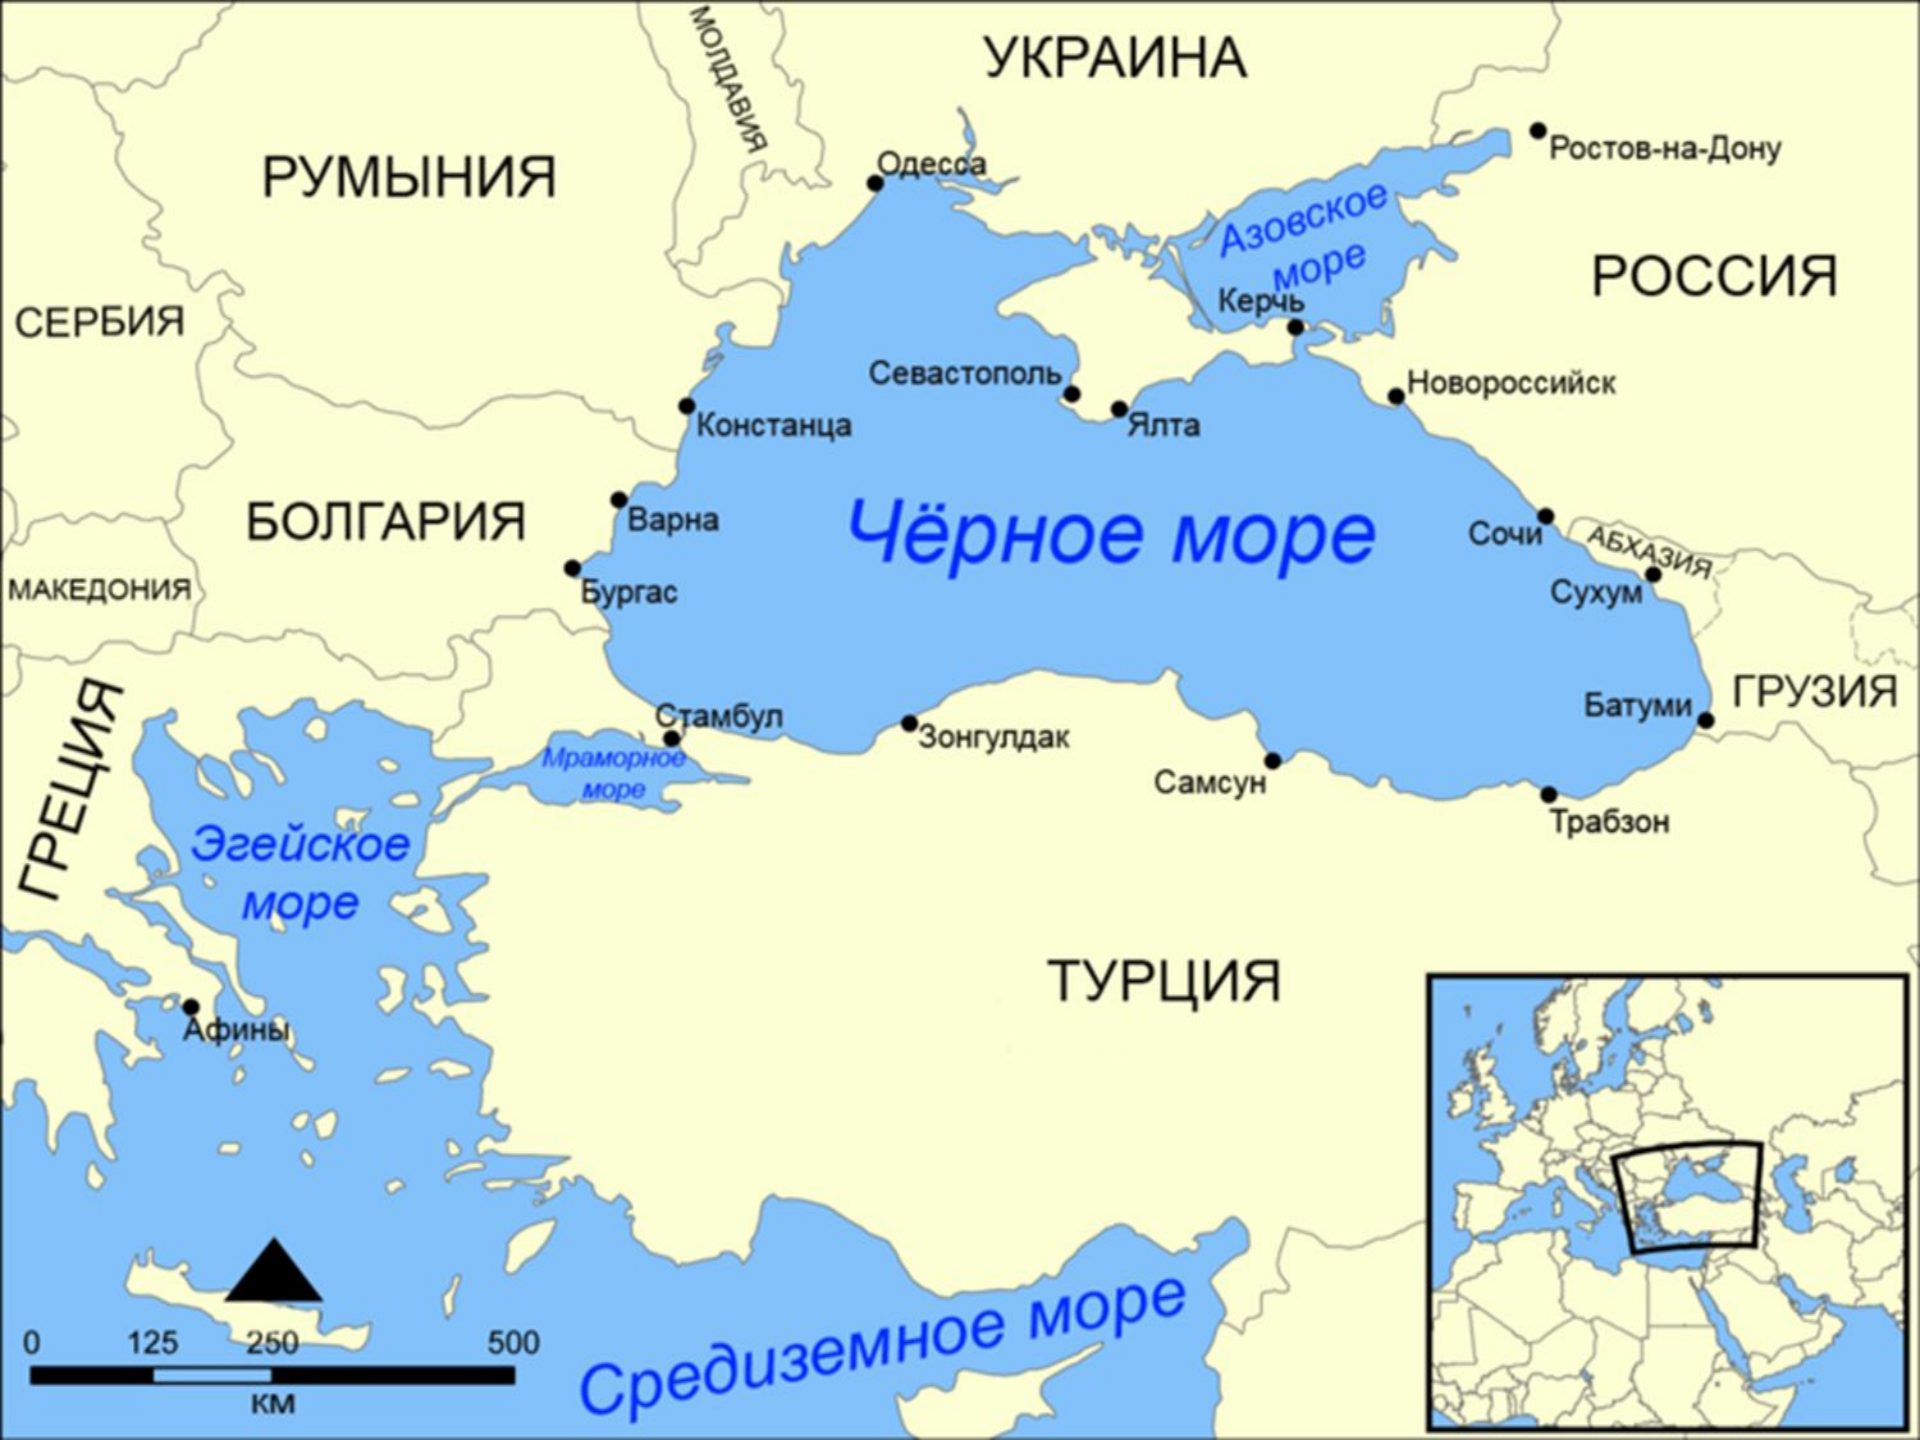 МОЛДАВИЯ
УКРАИНА
Ростов-на-Дону
Одесса
РУМЫНИЯ
Азовское
море
РОССИЯ
Керчь
СЕРБИЯ
Севастополь
Новороссийск
Констанца
Ялта
БОЛГАРИЯ
Варна
Чёрное море
Сочи
АБХАЗИЯ
МАКЕДОНИЯ
Бургас
Сухум
ГРЕЦИЯ
Батуми
ГРУЗИЯ
Стамбул
Зонгулдак
Мраморное
море
Самсун
Трабзон
Эгейское
море
ТУРЦИЯ
Афины
Средиземное море
0 125 250 500
км